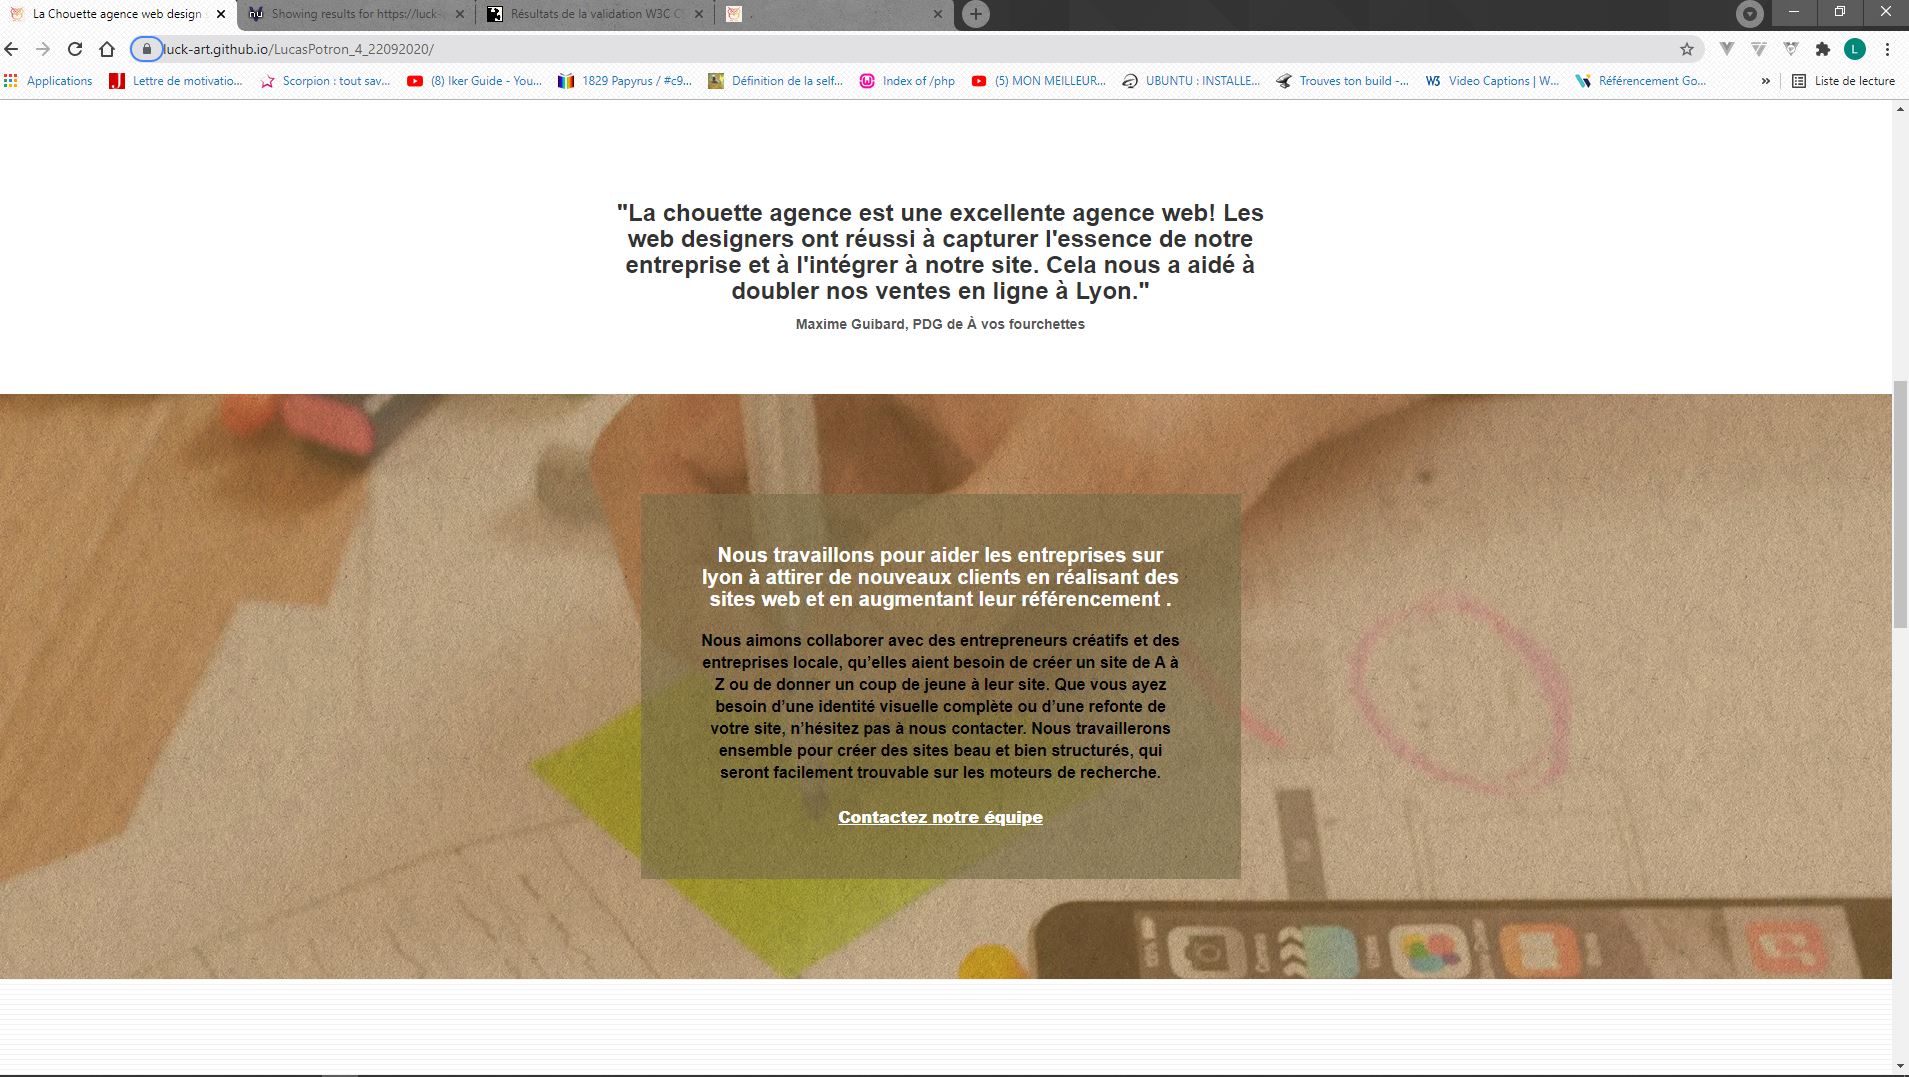 La Chouette agence web design
Showing results for https://luck-
Résultats de la validation W3C C
luck-art.github.io/LucasPotron_4_22092020/
L
Applications
Lettre de motivatio...
Scorpion : tout sav...
(8) Iker Guide - You...
1829 Papyrus / #c9...
Définition de la self...
Index of /php
(5) MON MEILLEUR...
UBUNTU : INSTALLE...
Trouves ton build -...
Video Captions | W...
Référencement Go...
»
Liste de lecture
"La chouette agence est une excellente agence web! Les
web designers ont réussi à capturer l'essence de notre
entreprise et à l'intégrer à notre site. Cela nous a aidé à
doubler nos ventes en ligne à Lyon."
Maxime Guibard, PDG de À vos fourchettes
Nous travaillons pour aider les entreprises sur
lyon à attirer de nouveaux clients en réalisant des
sites web et en augmentant leur référencement .
Nous aimons collaborer avec des entrepreneurs créatifs et des
entreprises locale, qu’elles aient besoin de créer un site de A à
Z ou de donner un coup de jeune à leur site. Que vous ayez
besoin d’une identité visuelle complète ou d’une refonte de
votre site, n’hésitez pas à nous contacter. Nous travaillerons
ensemble pour créer des sites beau et bien structurés, qui
seront facilement trouvable sur les moteurs de recherche.
Contactez notre équipe